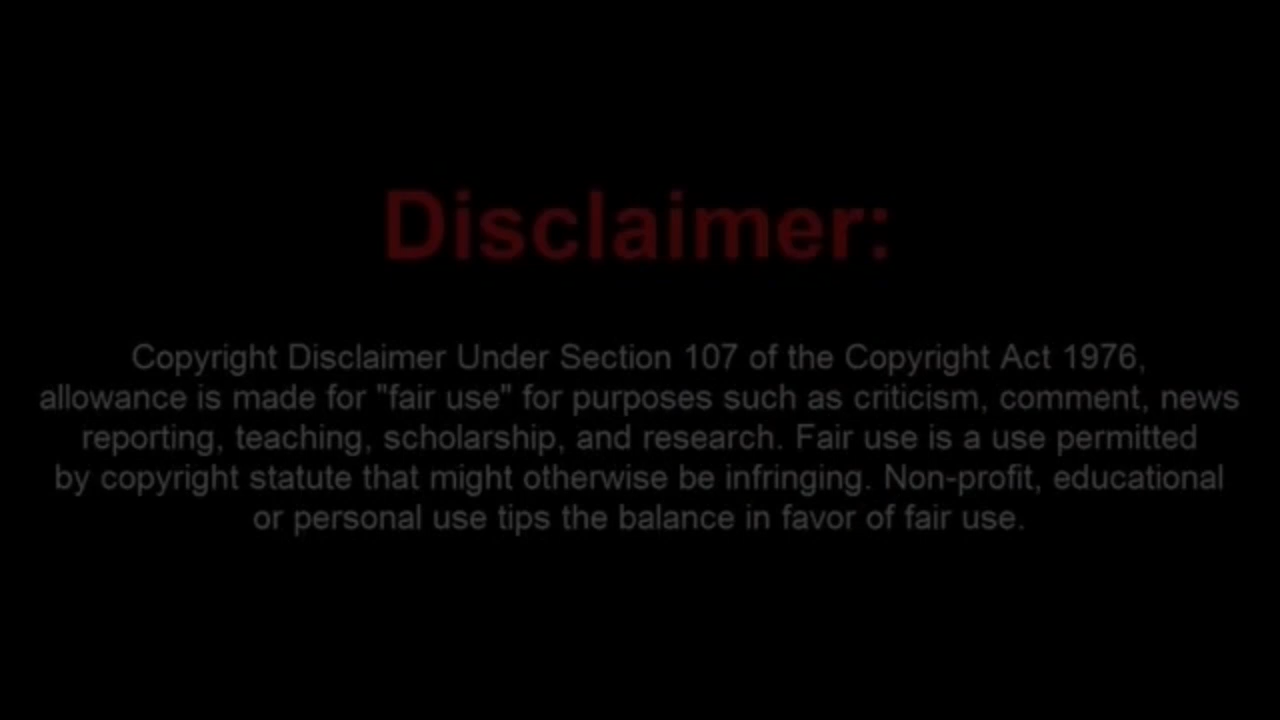 Disclaimer:
Copyright Disclaimer Under Section 107 of the Copyright Act 1976,
allowance is made for "fair use" for purposes such as criticism, comment, news
reporting, teaching, scholarship, and research. Fair use is a use permitted
by copyright statute that might otherwise be infringing. Non-profit, educational
or personal use tips the balance in favor of fair use.